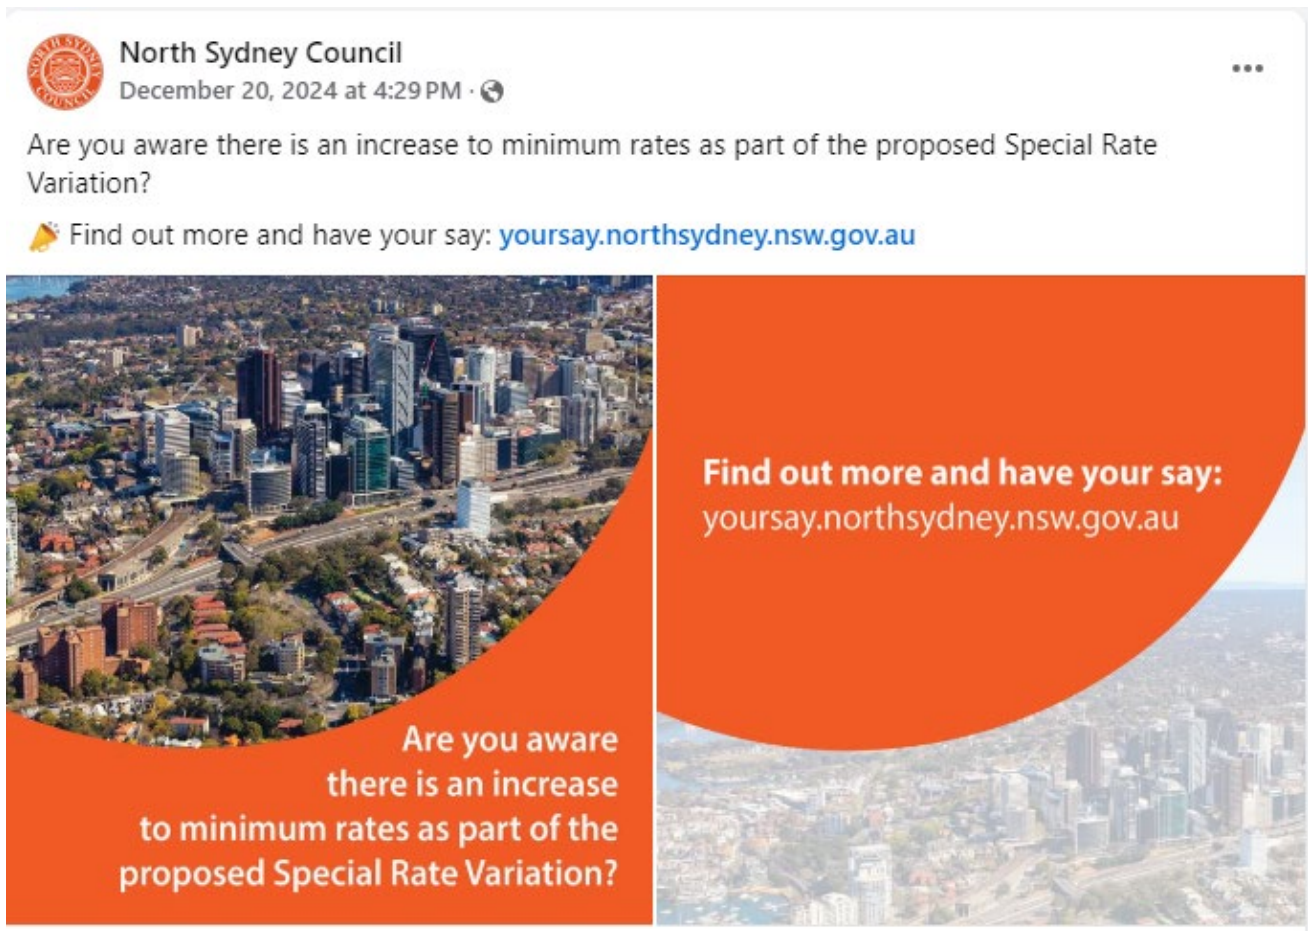 NORTH SYDNEY COUNCIL
North Sydney Council
December 20, 2024 at 4:29 PM ·
Are you aware there is an increase to minimum rates as part of the proposed Special Rate
Variation?
Find out more and have your say: yoursay.northsydney.nsw.gov.au
Are you aware
there is an increase
to minimum rates as part of the
proposed Special Rate Variation?
Find out more and have your say:
yoursay.northsydney.nsw.gov.au